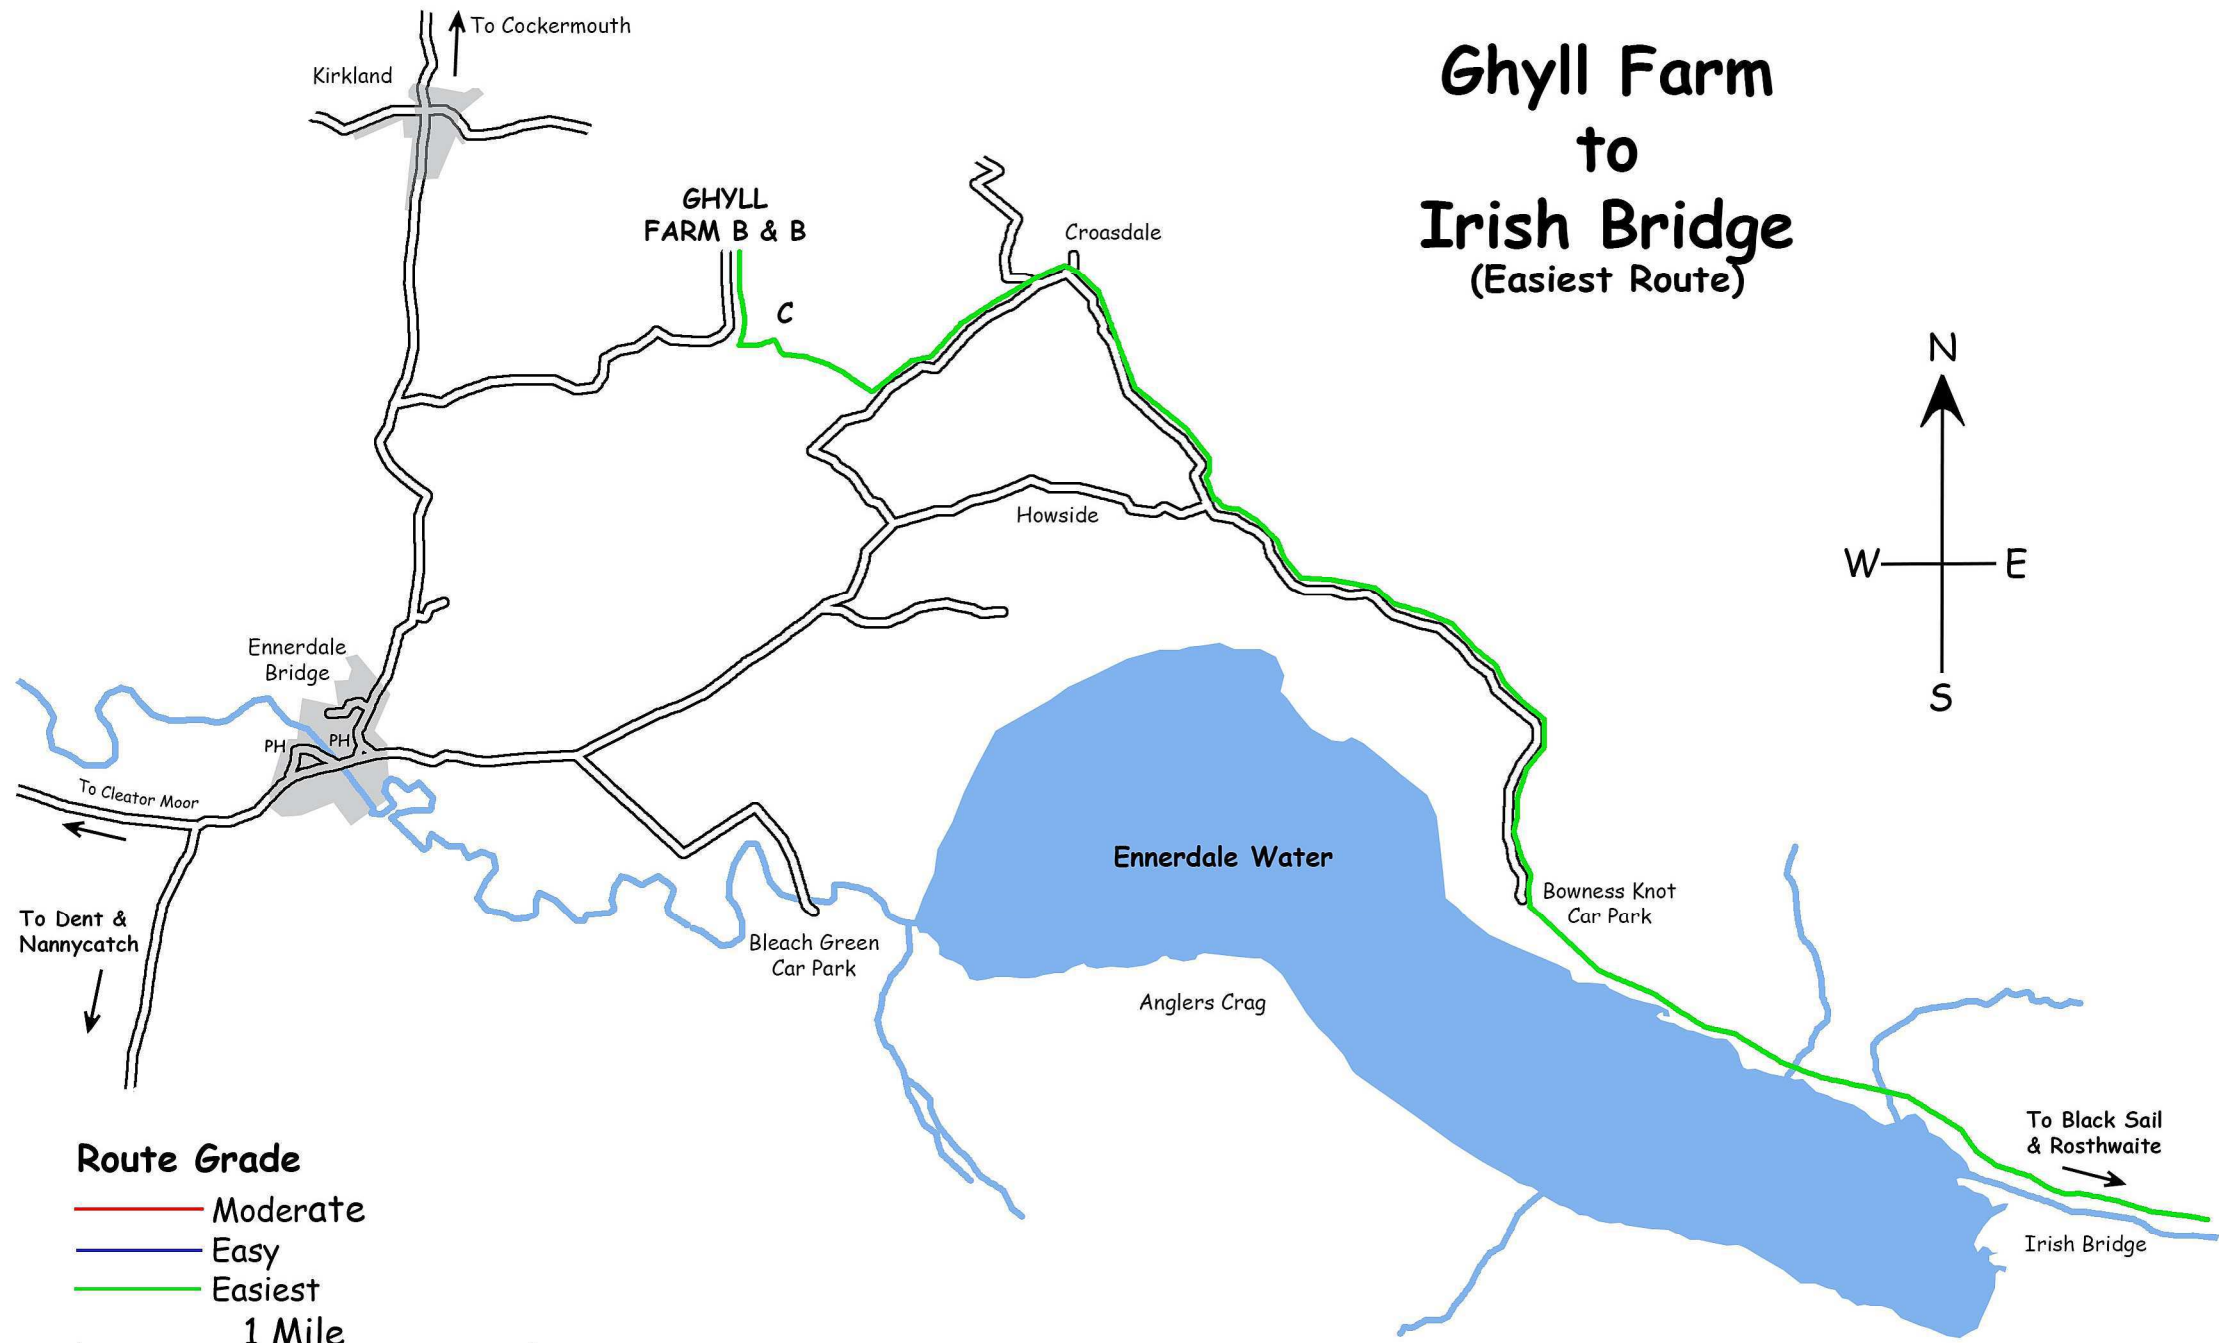 To Cockermouth
Kirkland
Ghyll Farm
to
Irish Bridge
(Easiest Route)
GHYLL
FARM B & B
Croasdale
C
N
W
E
S
Howside
Ennerdale
Bridge
PH
PH
To Cleator Moor
Ennerdale Water
Bowness Knot
Car Park
To Dent &
Nannycatch
Bleach Green
Car Park
Anglers Crag
To Black Sail
& Rosthwaite
Irish Bridge
Route Grade
Moderate
Easy
Easiest
1 Mile